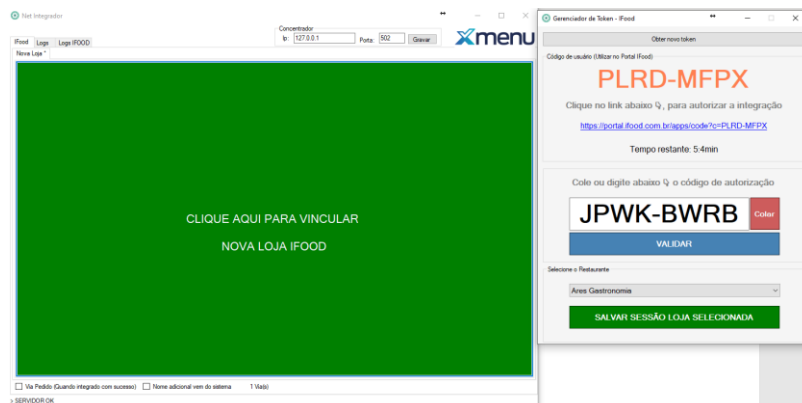 Net Integrador
Concentrador
Ip: 127.0.0.1 Porta: 502 Gravar
Xmenu
IFood Logs Logs IFOOD
Nova Loja *
CLIQUE AQUI PARA VINCULAR
NOVA LOJA IFOOD
Via Pedido (Quando integrado com sucesso) Nome adicional vem do sistema 1 Via(s)
> SERVIDOR OK
Gerenciador de Token - IFood
Obter novo token
Código de usuário (Utilizar no Portal IFood)
PLRD-MFPX
Clique no link abaixo, para autorizar a integração
https://portal.ifood.com.br/apps/code?c=PLRD-MFPX
Tempo restante: 5:4min
Cole ou digite abaixo o código de autorização
JPWK-BWRB Colar
VALIDAR
Selecione o Restaurante
Ares Gastronomia
SALVAR SESSÃO LOJA SELECIONADA